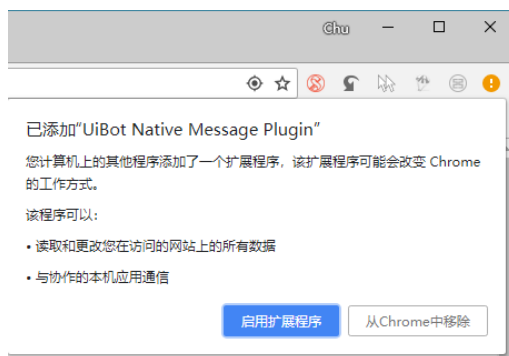 Chu
已添加“UiBot Native Message Plugin”
您计算机上的其他程序添加了一个扩展程序，该扩展程序可能会改变 Chrome
的工作方式。
该程序可以：
• 读取和更改您在访问的网站上的所有数据
• 与协作的本机应用通信
启用扩展程序
从Chrome中移除